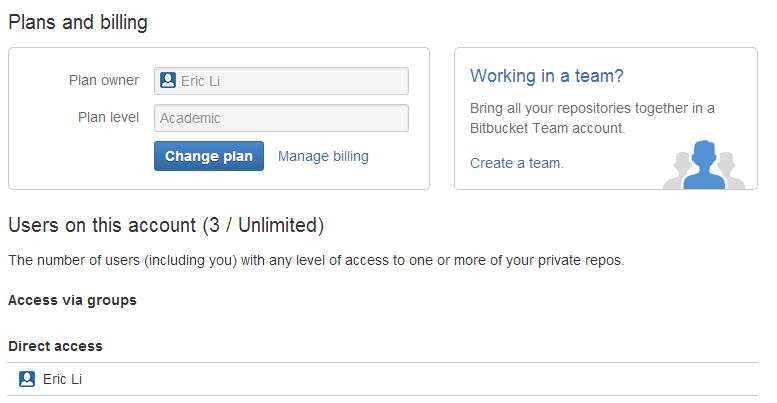 Plans and billing
Plan owner Eric Li
Plan level Academic
Change plan Manage billing
Working in a team?
Bring all your repositories together in a
Bitbucket Team account.
Create a team.
Users on this account (3 / Unlimited)
The number of users (including you) with any level of access to one or more of your private repos.
Access via groups
Direct access
Eric Li